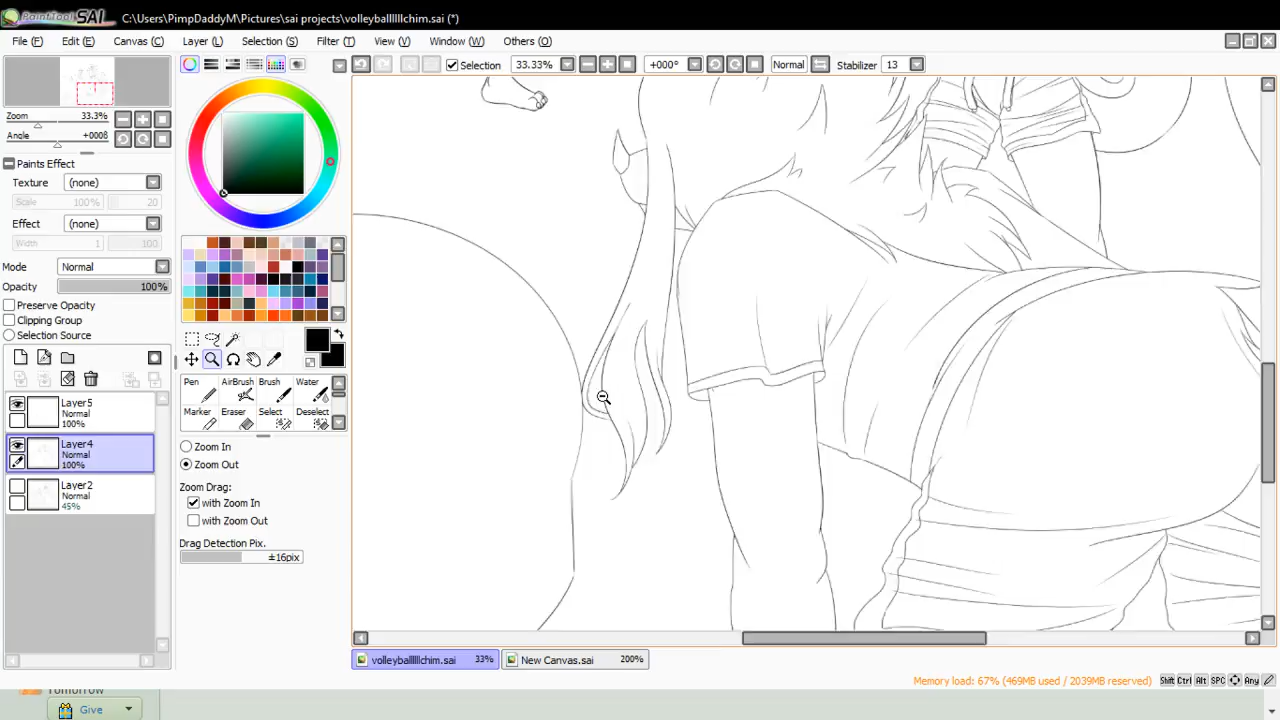 PaintTool SAI C:\Users\PimpDaddyM\Pictures\sai projects\volleyballlllchim.sai (*)
File (F) Edit (E) Canvas (C) Layer (L) Selection (S) Filter (T) View (V) Window (W) Others (O)
Selection 33.33% +000° Normal Stabilizer 13
Zoom 33.3%
Angle +000ß
Paints Effect
Texture (none)
Scale 100% 20
Effect (none)
Width 1 100
Mode Normal
Opacity 100%
Preserve Opacity
Clipping Group
Selection Source
Layer5
Normal
100%
Layer4
Normal
100%
Layer2
Normal
45%
Pen AirBrush Brush Water
Marker Eraser Select Deselect
Zoom In
Zoom Out
Zoom Drag:
with Zoom In
with Zoom Out
Drag Detection Pix.
±16pix
volleyballlllchim.sai 33% New Canvas.sai 200%
Memory load: 67% (469MB used / 2039MB reserved) Shift Ctrl Alt SPC Any
Tomorrow
Give